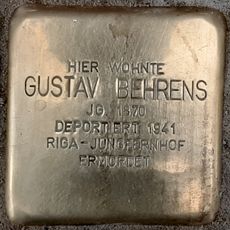 HIER WOHNTE
GUSTAV BEHRENS
JG. 1870
DEPORTIERT 1941
RIGA-JUNGFERNHOF
ERMORDET